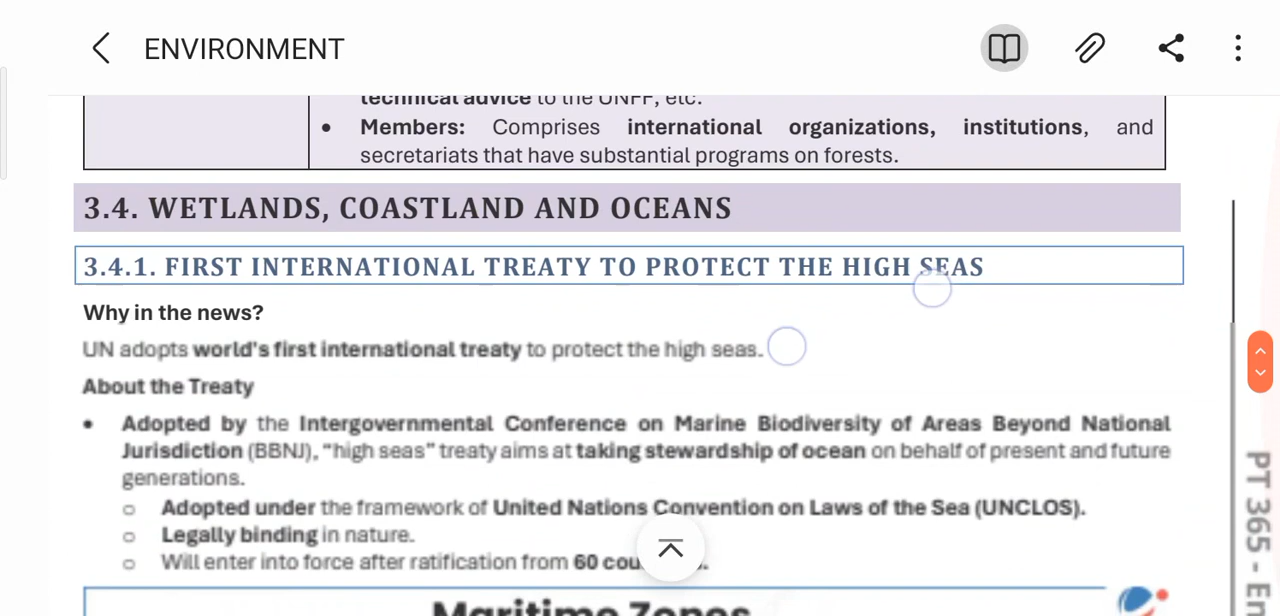 ENVIRONMENT
technical advice to the UNFF, etc.
• Members: Comprises international organizations, institutions, and
secretariats that have substantial programs on forests.
3.4. WETLANDS, COASTLAND AND OCEANS
3.4.1. FIRST INTERNATIONAL TREATY TO PROTECT THE HIGH SEAS
Why in the news?
UN adopts world's first international treaty to protect the high seas.
About the Treaty
• Adopted by the Intergovernmental Conference on Marine Biodiversity of Areas Beyond National
Jurisdiction (BBNJ), "high seas" treaty aims at taking stewardship of ocean on behalf of present and future
generations.
o Adopted under the framework of United Nations Convention on Laws of the Sea (UNCLOS).
o Legally binding in nature.
o Will enter into force after ratification from 60
Maritime Zones
PT 365 - En